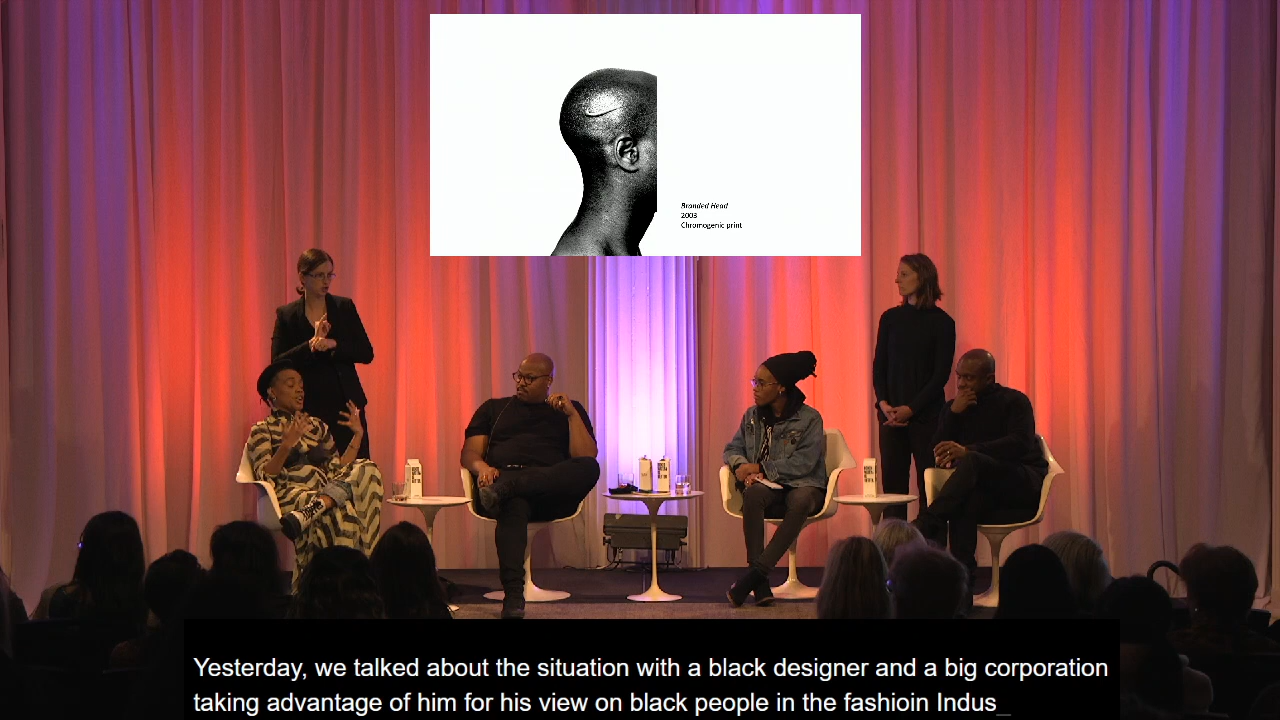 Branded Head
2003
Chromogenic print
Yesterday, we talked about the situation with a black designer and a big corporation
taking advantage of him for his view on black people in the fashioin Indus_